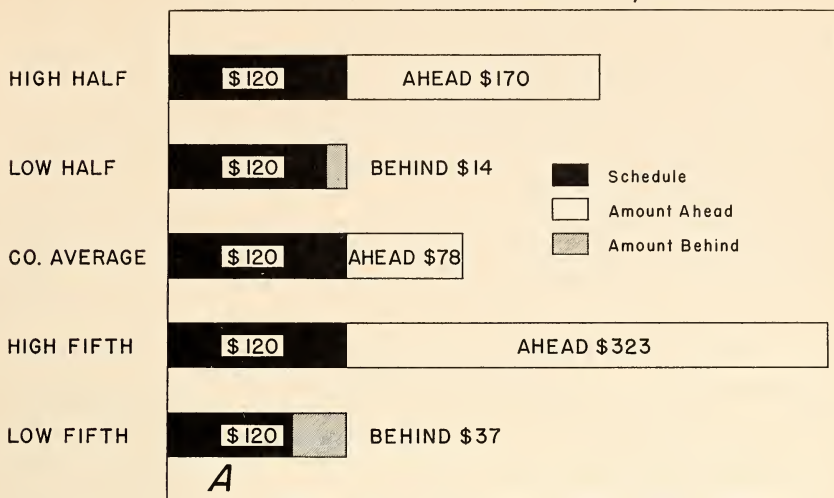 HIGH HALF $120 AHEAD $170
LOW HALF $120 BEHIND $14
Schedule
Amount Ahead
CO. AVERAGE $120 AHEAD $78
Amount Behind
HIGH FIFTH $120 AHEAD $323
LOW FIFTH $120 BEHIND $37
A